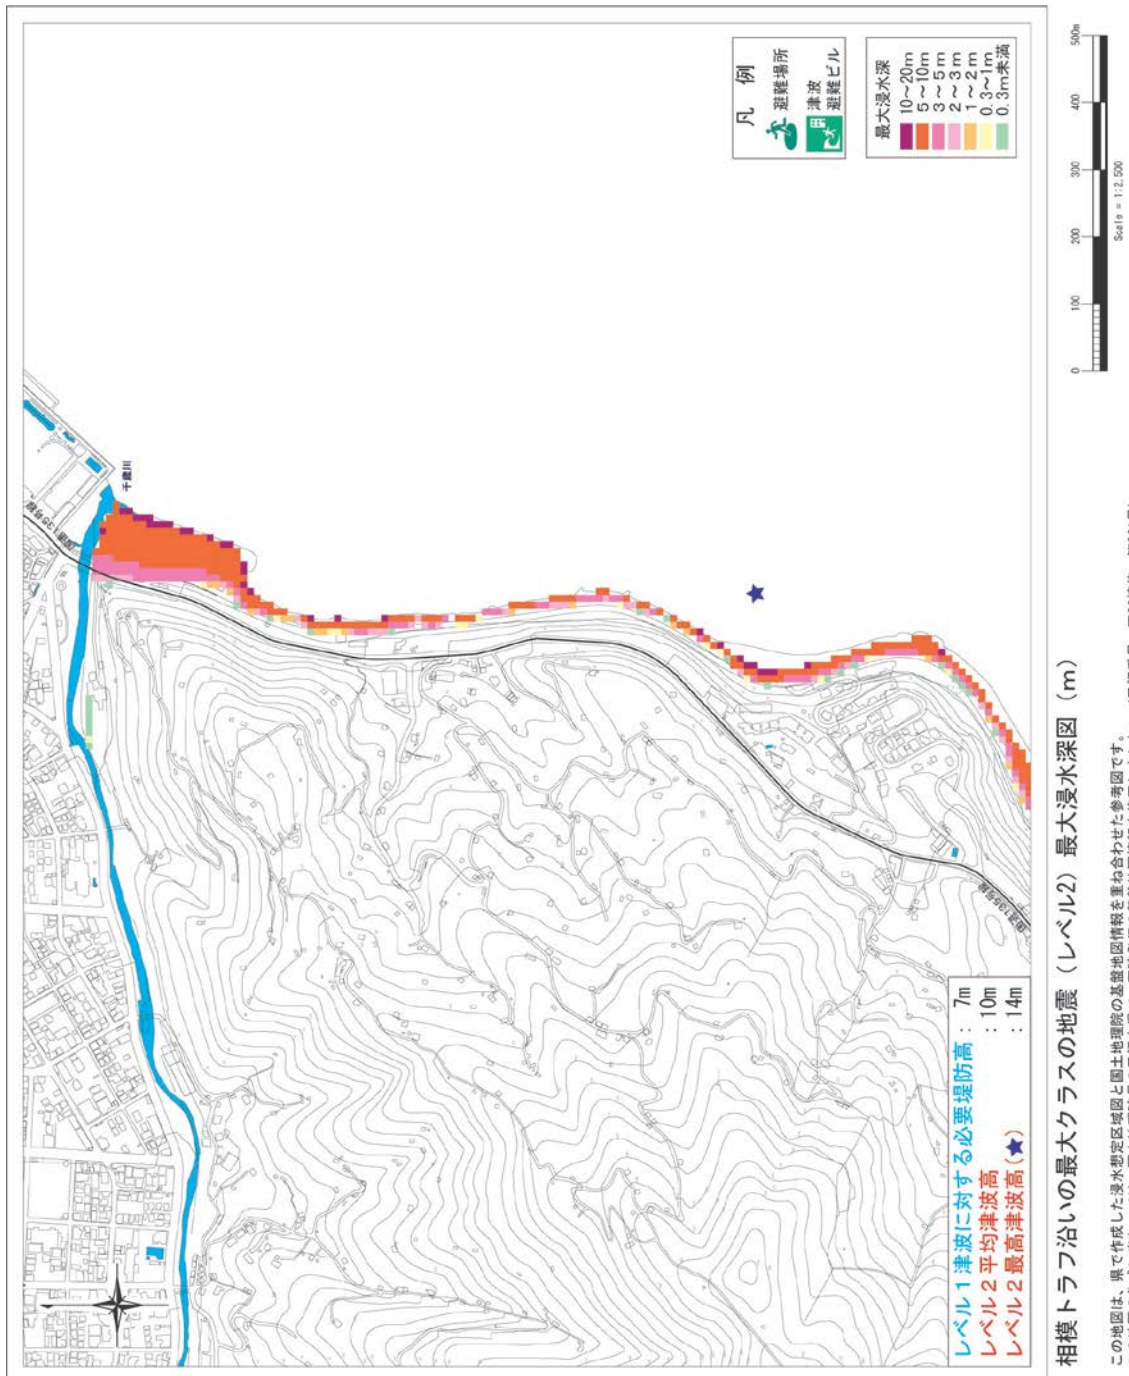 凡　例
避難場所
津波
避難ビル
最大浸水深
10～20m
5～10m
3～5m
2～3m
1～2m
0.3～1m
0.3m未満
国道135号線
千歳川
国道135号線
レベル1津波に対する必要堤防高： 7m
レベル2平均津波高 ：10m
レベル2最高津波高(★) ：14m
相模トラフ沿いの最大クラスの地震（レベル2）最大浸水深図（m）
0 100 200 300 400 500m
Scale = 1:2,500
この地図は、県で作成した浸水想定区域図と国土地理院の基盤地図情報を重ね合わせた参考図です。